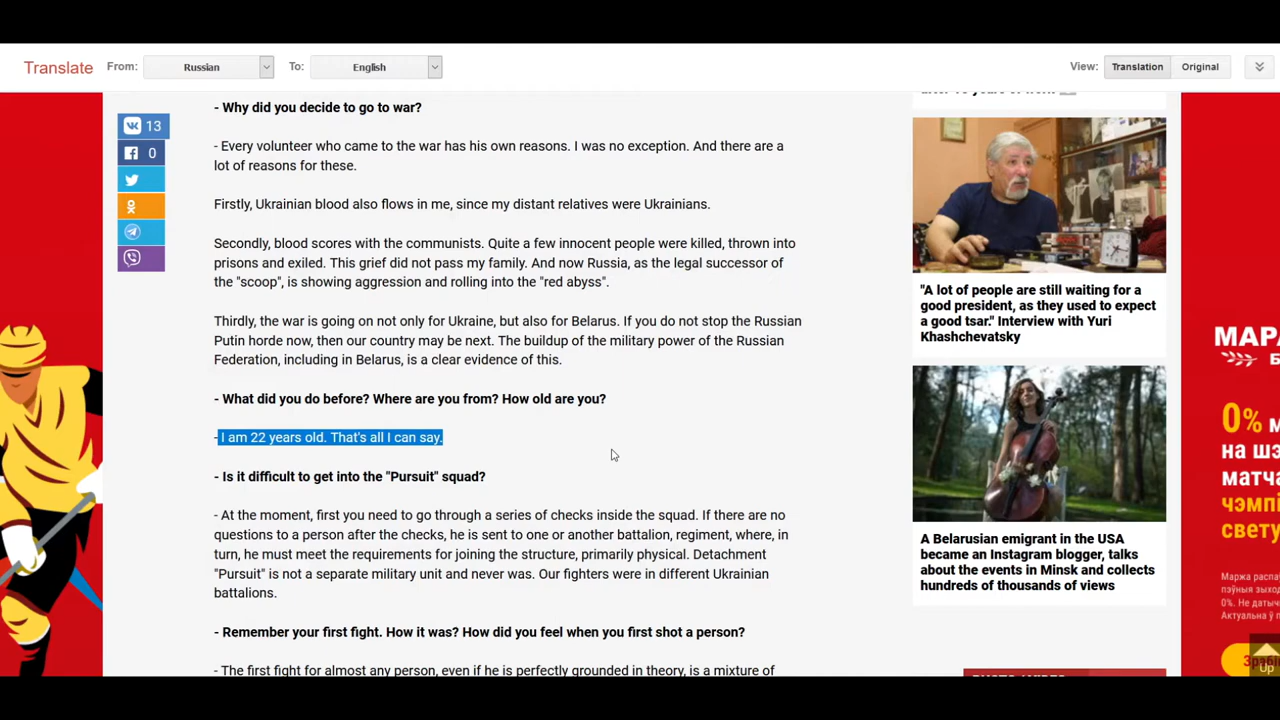 Translate From: Russian To: English View: Translation Original
- Why did you decide to go to war?
13
0
- Every volunteer who came to the war has his own reasons. I was no exception. And there are a
lot of reasons for these.
Firstly, Ukrainian blood also flows in me, since my distant relatives were Ukrainians.
Secondly, blood scores with the communists. Quite a few innocent people were killed, thrown into
prisons and exiled. This grief did not pass my family. And now Russia, as the legal successor of
the "scoop", is showing aggression and rolling into the "red abyss".
Thirdly, the war is going on not only for Ukraine, but also for Belarus. If you do not stop the Russian
Putin horde now, then our country may be next. The buildup of the military power of the Russian
Federation, including in Belarus, is a clear evidence of this.
- What did you do before? Where are you from? How old are you?
- I am 22 years old. That's all I can say.
- Is it difficult to get into the "Pursuit" squad?
- At the moment, first you need to go through a series of checks inside the squad. If there are no
questions to a person after the checks, he is sent to one or another battalion, regiment, where, in
turn, he must meet the requirements for joining the structure, primarily physical. Detachment
"Pursuit" is not a separate military unit and never was. Our fighters were in different Ukrainian
battalions.
- Remember your first fight. How it was? How did you feel when you first shot a person?
- The first fight for almost any person, even if he is perfectly grounded in theory, is a mixture of
"A lot of people are still waiting for a
good president, as they used to expect
a good tsar." Interview with Yuri
Khashchevatsky
A Belarusian emigrant in the USA
became an Instagram blogger, talks
about the events in Minsk and collects
hundreds of thousands of views
0%
на
матча
чэмпі
свету
Маржа
0%. Не
Актуальна ў
Up